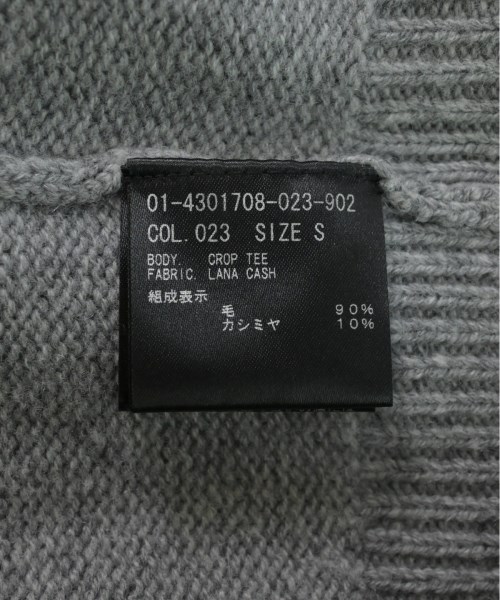 01-4301708-023-902
COL.023 SIZE S
BODY. CROP TEE
FABRIC. LANA CASH
組成表示
毛 90%
カシミヤ 10%